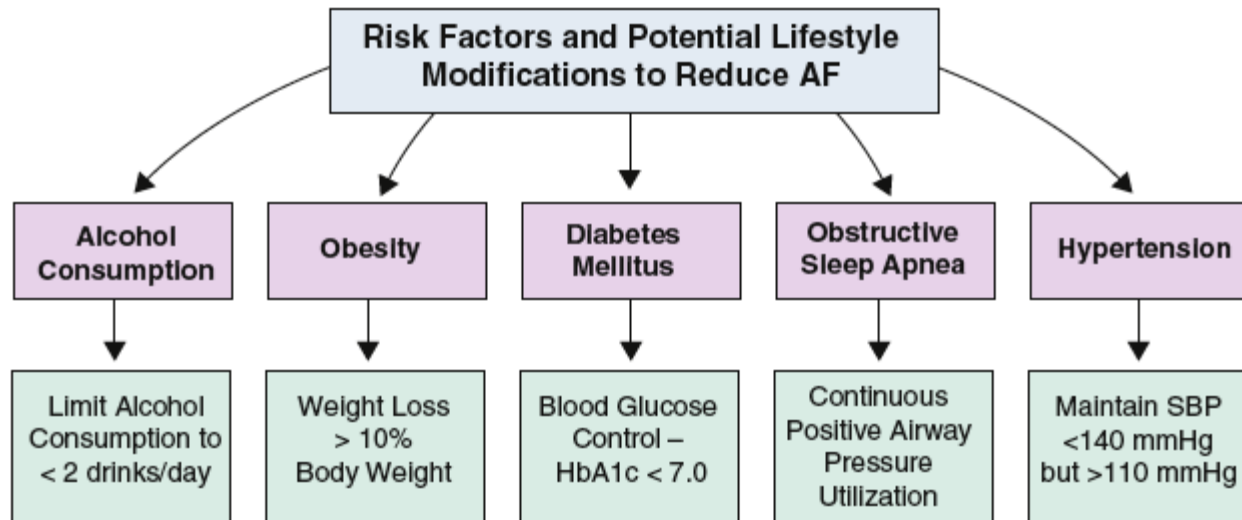 Risk Factors and Potential Lifestyle
Modifications to Reduce AF
Alcohol
Consumption
Obesity
Diabetes
Mellitus
Obstructive
Sleep Apnea
Hypertension
Limit Alcohol
Consumption to
< 2 drinks/day
Weight Loss
> 10%
Body Weight
Blood Glucose
Control –
HbA1c < 7.0
Continuous
Positive Airway
Pressure
Utilization
Maintain SBP
<140 mmHg
but >110 mmHg